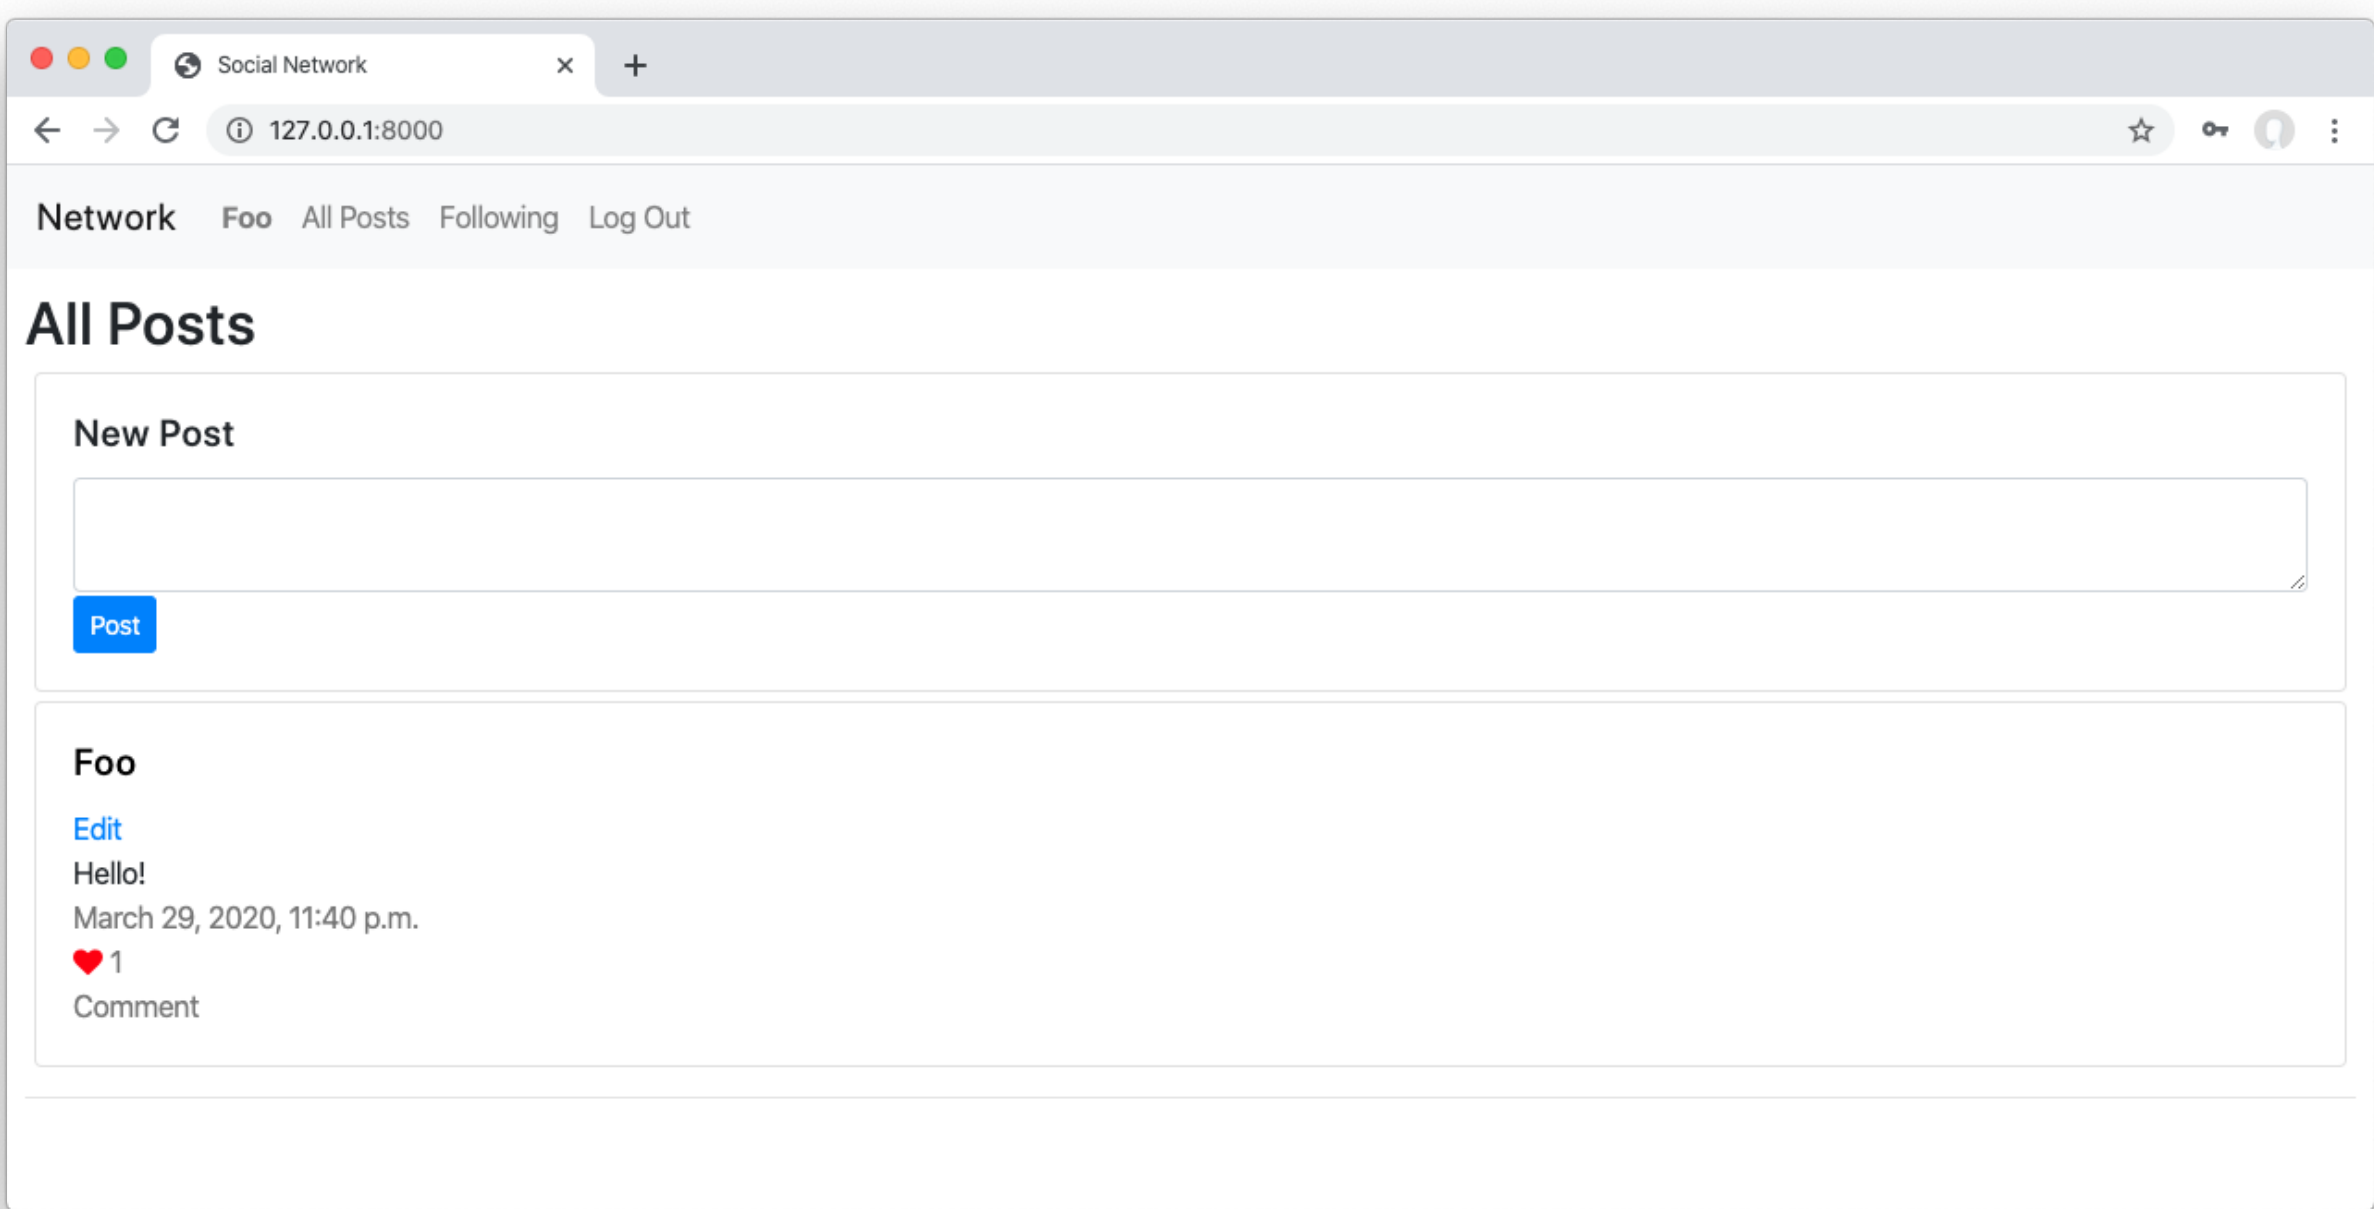 Social Network
127.0.0.1:8000
Network Foo All Posts Following Log Out
All Posts
New Post
Post
Foo
Edit
Hello!
March 29, 2020, 11:40 p.m.
1
Comment